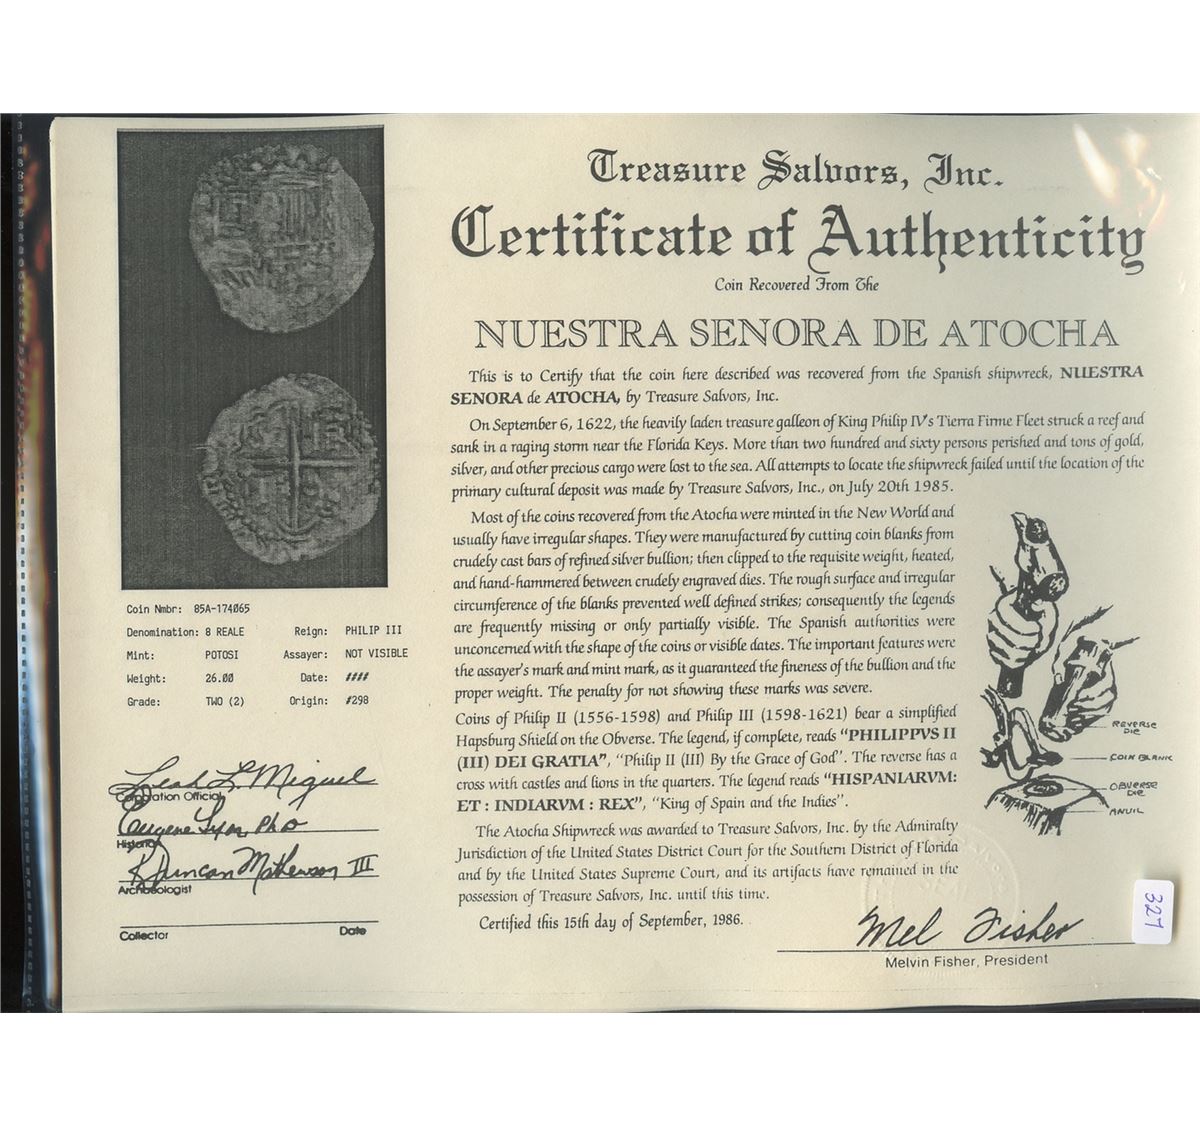 Treasure Salvors, Inc.
Certificate of Authenticity
Coin Recovered From The
NUESTRA SENORA DE ATOCHA
This is to Certify that the coin here described was recovered from the Spanish shipwreck, NUESTRA
SENORA de ATOCHA, by Treasure Salvors, Inc.
On September 6, 1622, the heavily laden treasure galleon of King Philip IV's Tierra Firme Fleet struck a reef and
sank in a raging storm near the Florida Keys. More than two hundred and sixty persons perished and tons of gold,
silver, and other precious cargo were lost to the sea. All attempts to locate the shipwreck failed until the location of the
primary cultural deposit was made by Treasure Salvors, Inc., on July 20th 1985.
Most of the coins recovered from the Atocha were minted in the New World and
usually have irregular shapes. They were manufactured by cutting coin blanks from
crudely cast bars of refined silver bullion; then clipped to the requisite weight, heated,
and hand-hammered between crudely engraved dies. The rough surface and irregular
circumference of the blanks prevented well defined strikes; consequently the legends
are frequently missing or only partially visible. The Spanish authorities were
unconcerned with the shape of the coins or visible dates. The important features were
the assayer's mark and mint mark, as it guaranteed the fineness of the bullion and the
proper weight. The penalty for not showing these marks was severe.
Coins of Philip II (1556-1598) and Philip III (1598-1621) bear a simplified
Hapsburg Shield on the Obverse. The legend, if complete, reads "PHILIPPVS II
(III) DEI GRATIA", "Philip II (III) By the Grace of God". The reverse has a
cross with castles and lions in the quarters. The legend reads "HISPANIARVM:
ET : INDIARVM : REX", "King of Spain and the Indies".
The Atocha Shipwreck was awarded to Treasure Salvors, Inc. by the Admiralty
Jurisdiction of the United States District Court for the Southern District of Florida
and by the United States Supreme Court, and its artifacts have remained in the
possession of Treasure Salvors, Inc. until this time.
Certified this 15th day of September, 1986.
Mel Fisher
Melvin Fisher, President
REVERSE
DIE
COIN BLANK
OBVERSE
DIE
ANVIL
327
Coin Nmbr: 85A-174065
Denomination: 8 REALE Reign: PHILIP III
Mint: POTOSI Assayer: NOT VISIBLE
Weight: 26.00 Date: ####
Grade: TWO (2) Origin: #298
Leah L. Miguel
Corporation Official
Eugene Lyon, PhD
Historian
R Duncan Mathewson III
Archaeologist
Collector Date